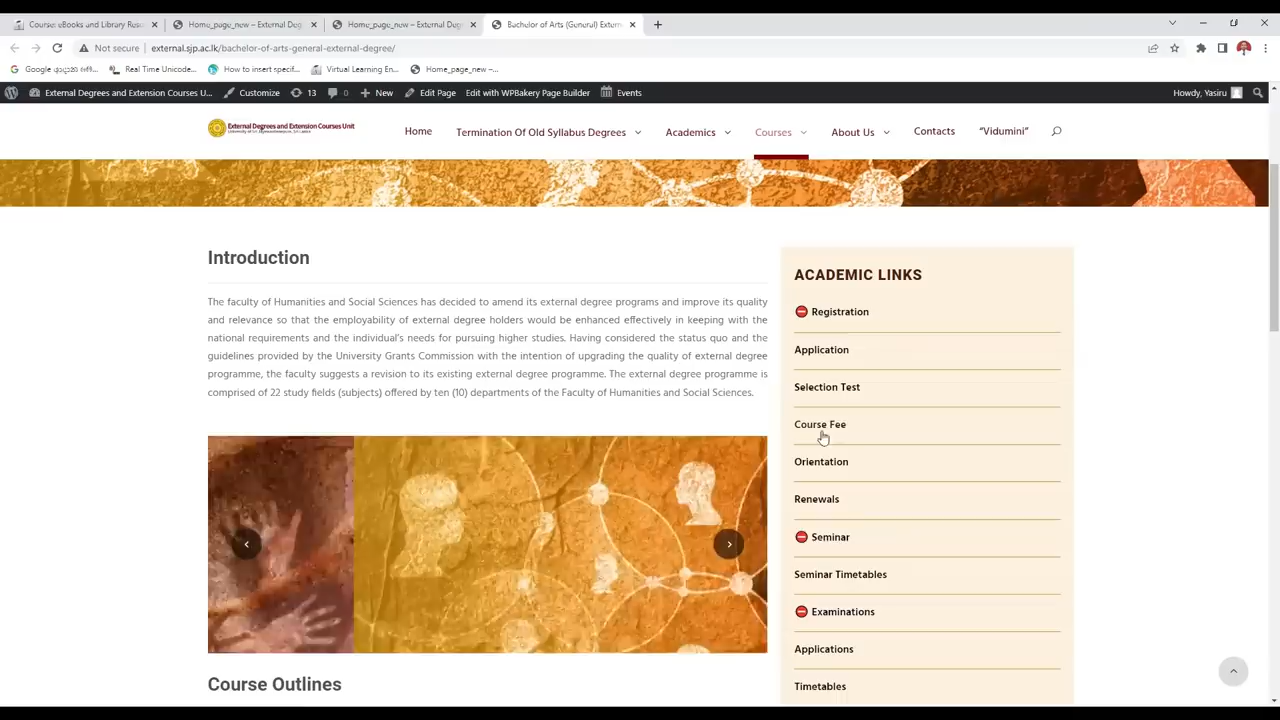 Courses eBooks and Library Reso
Home_page_new – External Deg
Home_page_new – External Deg
Bachelor of Arts (General) Extern
Not secure
external.sjp.ac.lk/bachelor-of-arts-general-external-degree/
Google
Real Time Unicode...
How to insert specif...
Virtual Learning En...
Home_page_new –...
External Degrees and Extension Courses U...
Customize
13
0
New
Edit Page
Edit with WPBakery Page Builder
Events
Howdy, Yasiru
External Degrees and Extension Courses Unit
Home
Termination Of Old Syllabus Degrees
Academics
Courses
About Us
Contacts
“Vidumini”
Introduction
The faculty of Humanities and Social Sciences has decided to amend its external degree programs and improve its quality
and relevance so that the employability of external degree holders would be enhanced effectively in keeping with the
national requirements and the individual’s needs for pursuing higher studies. Having considered the status quo and the
guidelines provided by the University Grants Commission with the intention of upgrading the quality of external degree
programme, the faculty suggests a revision to its existing external degree programme. The external degree programme is
comprised of 22 study fields (subjects) offered by ten (10) departments of the Faculty of Humanities and Social Sciences.
Course Outlines
ACADEMIC LINKS
Registration
Application
Selection Test
Course Fee
Orientation
Renewals
Seminar
Seminar Timetables
Examinations
Applications
Timetables